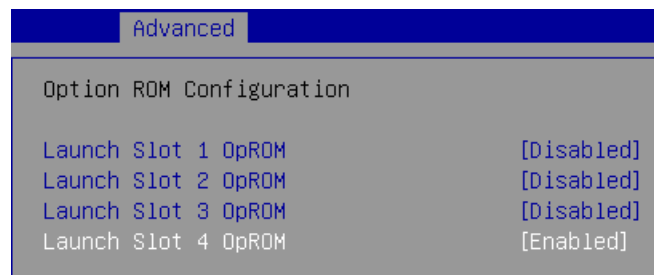 Advanced
Option ROM Configuration
Launch Slot 1 OpROM [Disabled]
Launch Slot 2 OpROM [Disabled]
Launch Slot 3 OpROM [Disabled]
Launch Slot 4 OpROM [Enabled]